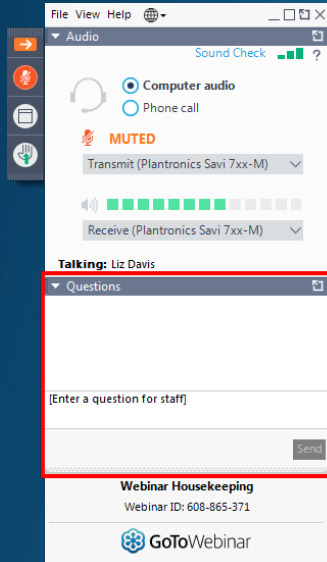 File View Help
Audio
Sound Check ?
Computer audio
Phone call
MUTED
Transmit (Plantronics Savi 7xx-M)
Receive (Plantronics Savi 7xx-M)
Talking: Liz Davis
Questions
[Enter a question for staff]
Send
Webinar Housekeeping
Webinar ID: 608-865-371
GoToWebinar